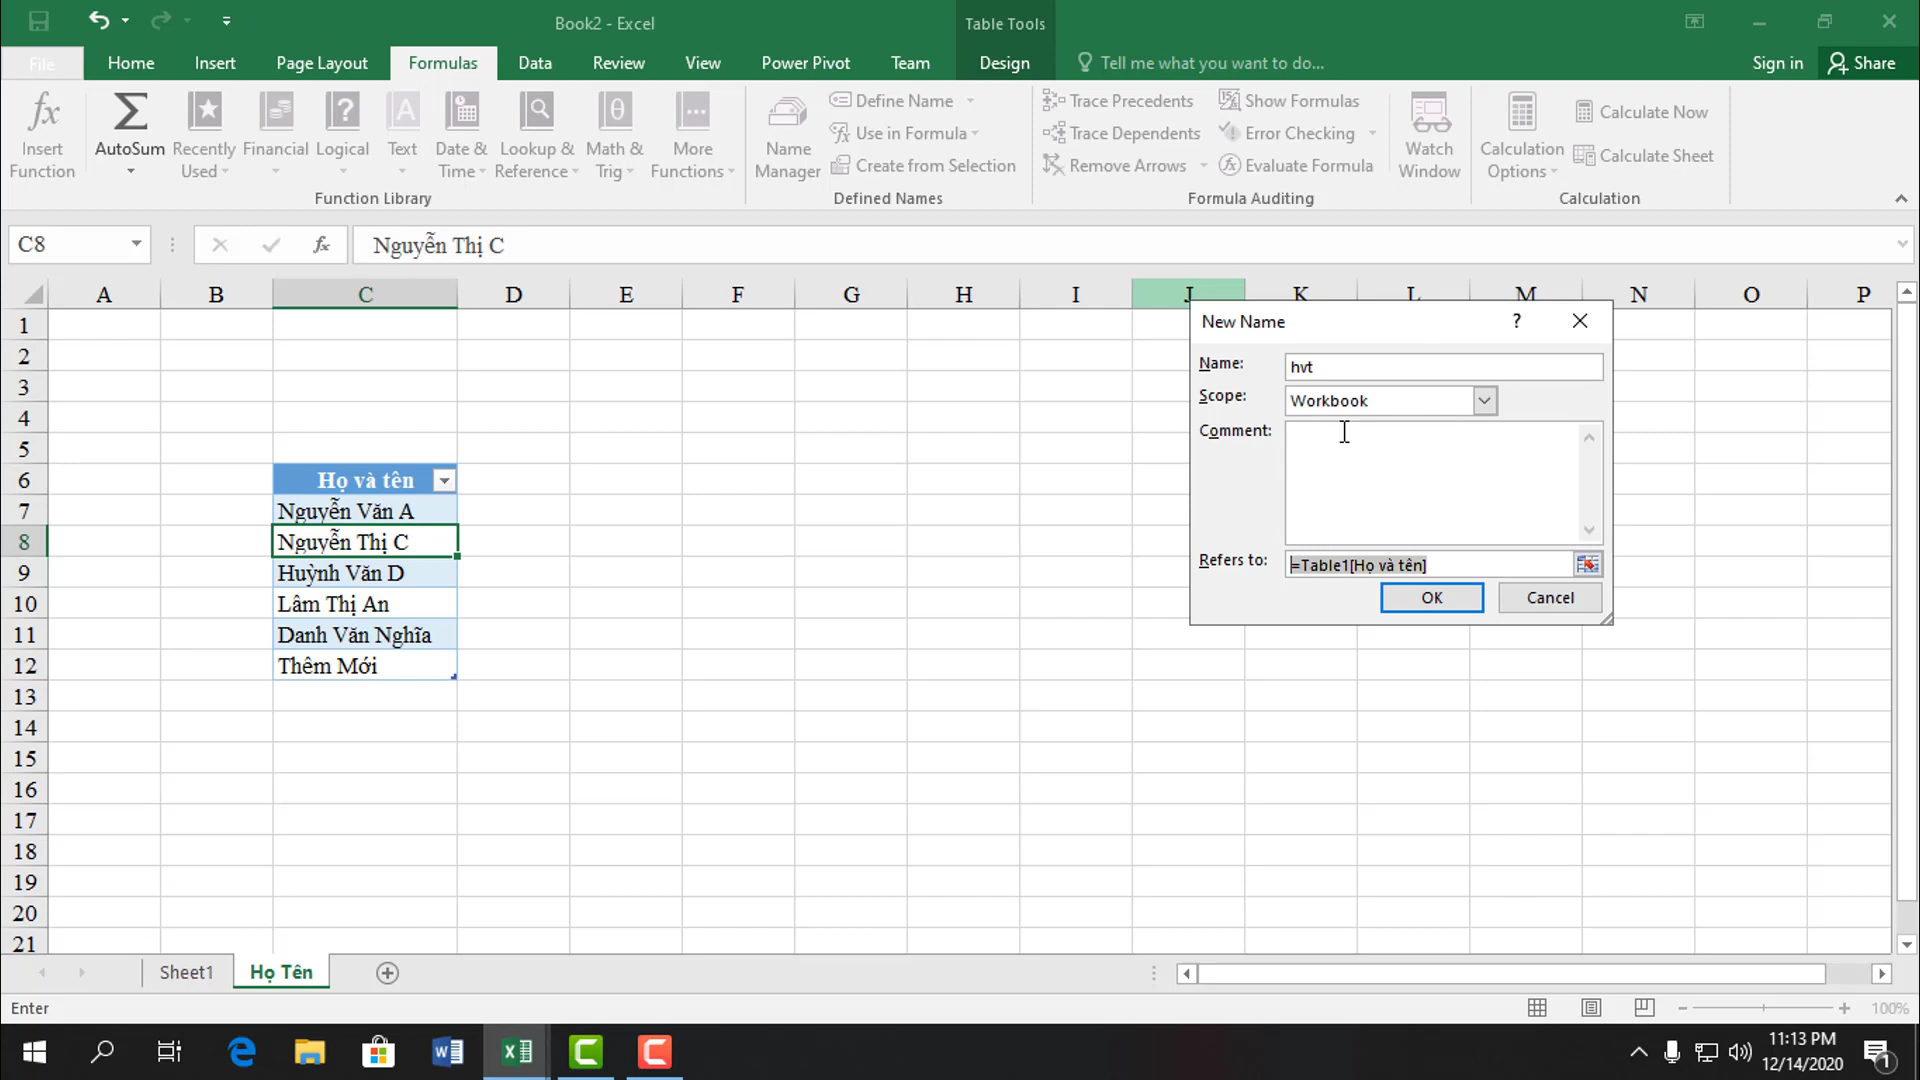 Book2 - Excel
Table Tools
File
Home
Insert
Page Layout
Formulas
Data
Review
View
Power Pivot
Team
Design
Tell me what you want to do...
Sign in
Share
Insert Function
AutoSum
Recently Used
Financial
Logical
Text
Date & Time
Lookup & Reference
Math & Trig
More Functions
Function Library
Name Manager
Define Name
Use in Formula
Create from Selection
Defined Names
Trace Precedents
Trace Dependents
Remove Arrows
Show Formulas
Error Checking
Evaluate Formula
Formula Auditing
Watch Window
Calculation Options
Calculate Now
Calculate Sheet
Calculation
C8
fx
Nguyễn Thị C
A B C D E F G H I J K L M N O P
1
2
3
4
5
6 Họ và tên
7 Nguyễn Văn A
8 Nguyễn Thị C
9 Huỳnh Văn D
10 Lâm Thị An
11 Danh Văn Nghĩa
12 Thêm Mới
13
14
15
16
17
18
19
20
21
New Name
?
Name: hvt
Scope: Workbook
Comment:
Refers to: =Table1[Họ và tên]
OK
Cancel
Sheet1
Họ Tên
Enter
100%
11:13 PM
12/14/2020
1